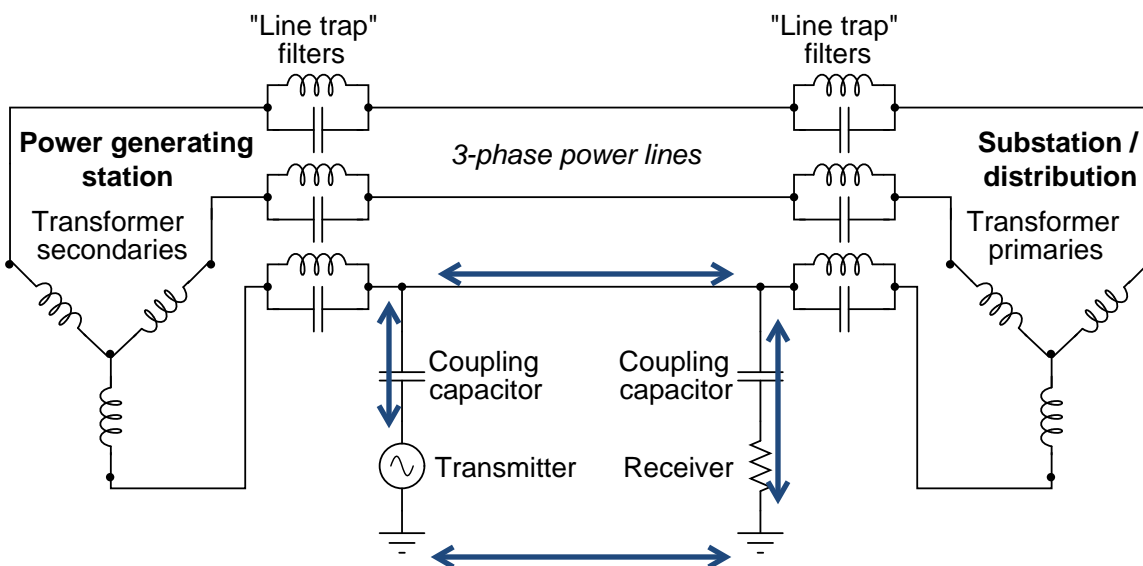 "Line trap"
filters
"Line trap"
filters
Power generating
station
3-phase power lines
Substation /
distribution
Transformer
secondaries
Transformer
primaries
Coupling
capacitor
Coupling
capacitor
Transmitter
Receiver